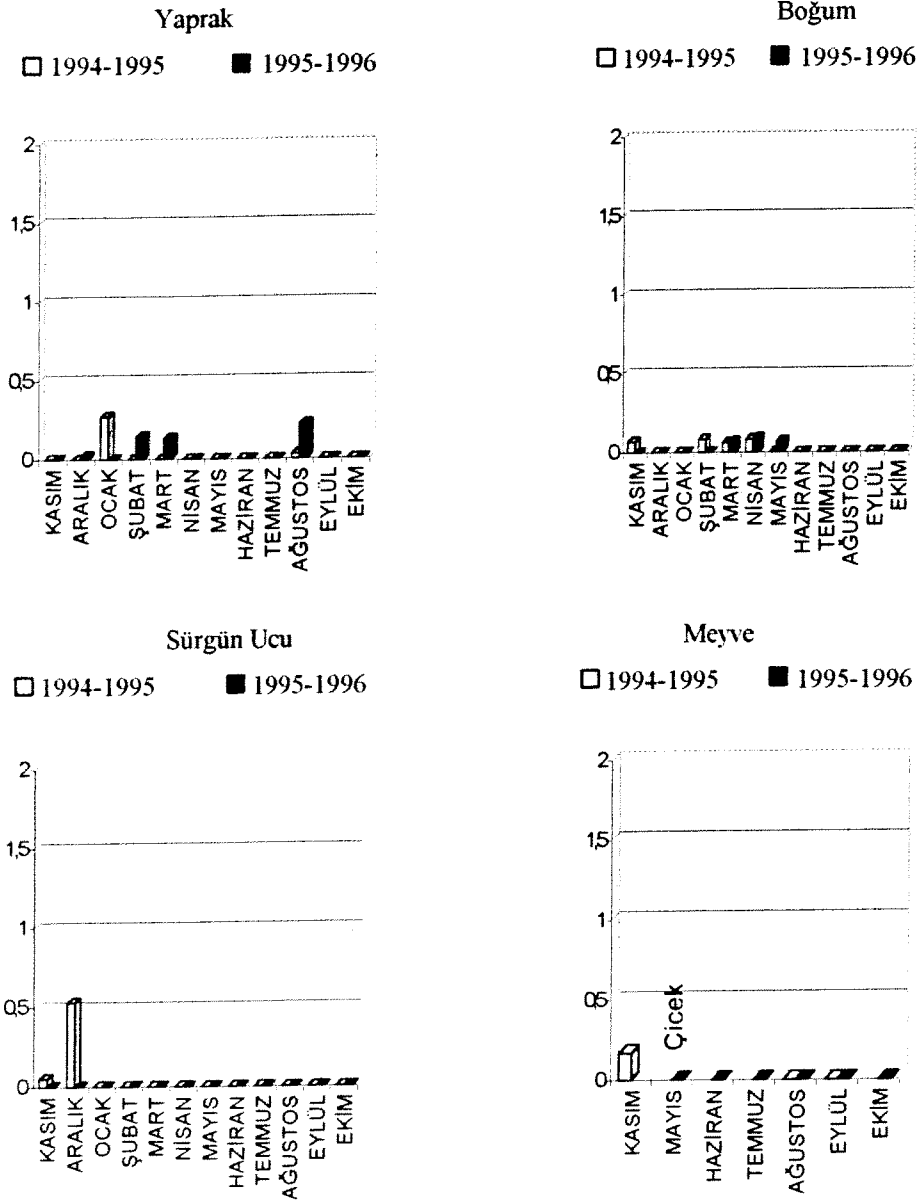 Yaprak
□ 1994-1995 ■ 1995-1996
2
1,5
1
0,5
0
KASIM
ARALIK
OCAK
ŞUBAT
MART
NİSAN
MAYIS
HAZİRAN
TEMMUZ
AĞUSTOS
EYLÜL
EKİM
Boğum
□ 1994-1995 ■ 1995-1996
2
1,5
1
0,5
0
KASIM
ARALIK
OCAK
ŞUBAT
MART
NİSAN
MAYIS
HAZİRAN
TEMMUZ
AĞUSTOS
EYLÜL
EKİM
Sürgün Ucu
□ 1994-1995 ■ 1995-1996
2
1,5
1
0,5
0
KASIM
ARALIK
OCAK
ŞUBAT
MART
NİSAN
MAYIS
HAZİRAN
TEMMUZ
AĞUSTOS
EYLÜL
EKİM
Meyve
□ 1994-1995 ■ 1995-1996
2
1,5
1
0,5
0
Çicek
KASIM
MAYIS
HAZİRAN
TEMMUZ
AĞUSTOS
EYLÜL
EKİM